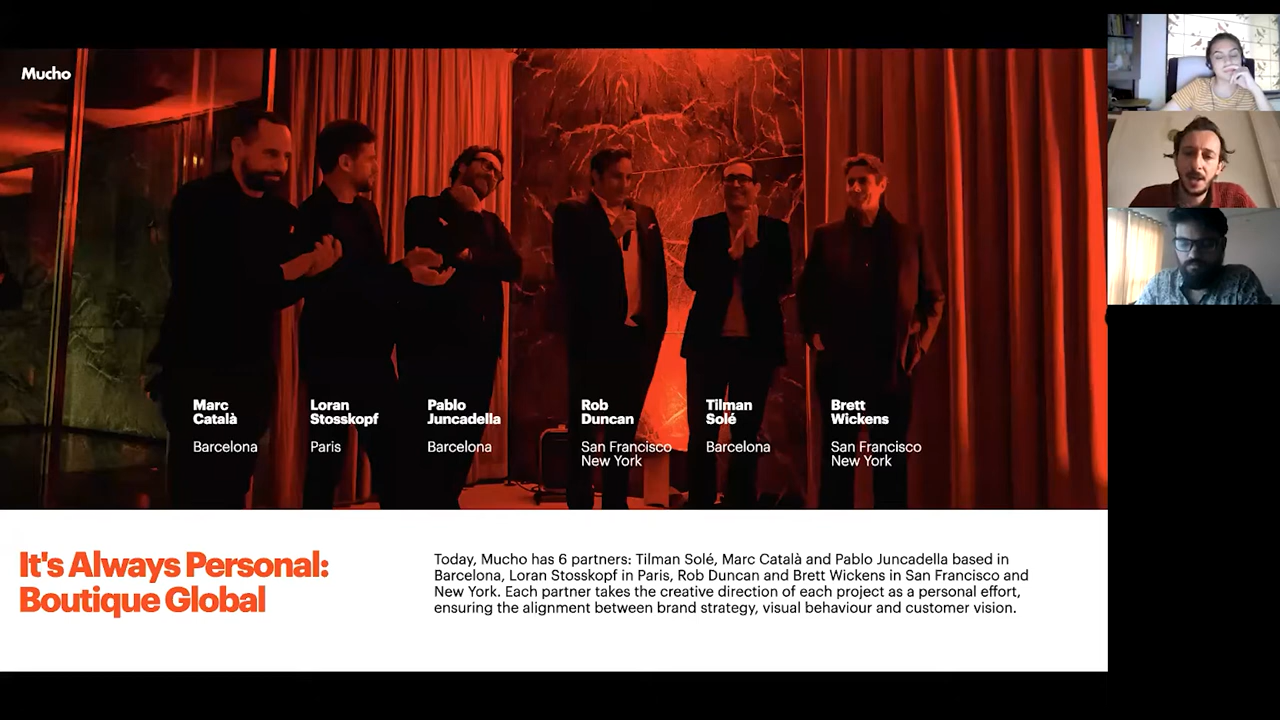 Mucho
Marc
Català
Barcelona
Loran
Stosskopf
Paris
Pablo
Juncadella
Barcelona
Rob
Duncan
San Francisco
New York
Tilman
Solé
Barcelona
Brett
Wickens
San Francisco
New York
It's Always Personal:
Boutique Global
Today, Mucho has 6 partners: Tilman Solé, Marc Català and Pablo Juncadella based in
Barcelona, Loran Stosskopf in Paris, Rob Duncan and Brett Wickens in San Francisco and
New York. Each partner takes the creative direction of each project as a personal effort,
ensuring the alignment between brand strategy, visual behaviour and customer vision.